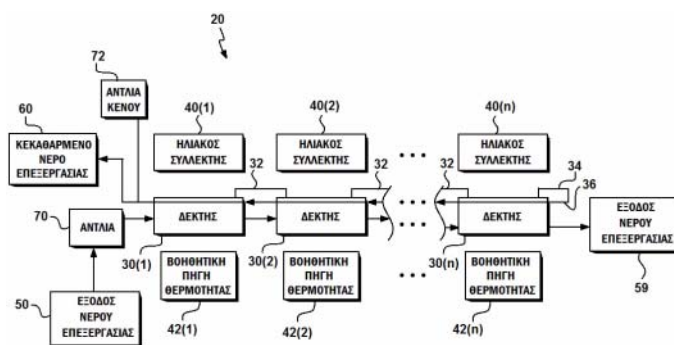 20
72
ΑΝΤΛΙΑ
ΚΕΝΟΥ
60
ΚΕΚΑΘΑΡΜΕΝΟ
ΝΕΡΟ
ΕΠΕΞΕΡΓΑΣΙΑΣ
40(1)
ΗΛΙΑΚΟΣ
ΣΥΛΛΕΚΤΗΣ
40(2)
ΗΛΙΑΚΟΣ
ΣΥΛΛΕΚΤΗΣ
40(n)
ΗΛΙΑΚΟΣ
ΣΥΛΛΕΚΤΗΣ
32
32
32
34
36
70
ΑΝΤΛΙΑ
ΔΕΚΤΗΣ
30(1)
ΔΕΚΤΗΣ
30(2)
ΔΕΚΤΗΣ
30(n)
ΕΞΟΔΟΣ
ΝΕΡΟΥ
ΕΠΕΞΕΡΓΑΣΙΑΣ
59
50
ΕΞΟΔΟΣ
ΝΕΡΟΥ
ΕΠΕΞΕΡΓΑΣΙΑΣ
ΒΟΗΘΗΤΙΚΗ
ΠΗΓΗ
ΘΕΡΜΟΤΗΤΑΣ
42(1)
ΒΟΗΘΗΤΙΚΗ
ΠΗΓΗ
ΘΕΡΜΟΤΗΤΑΣ
42(2)
ΒΟΗΘΗΤΙΚΗ
ΠΗΓΗ
ΘΕΡΜΟΤΗΤΑΣ
42(n)